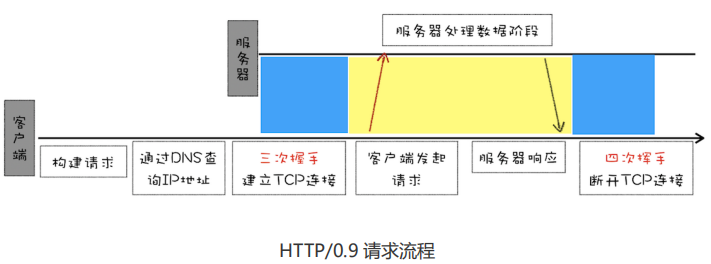 服务器处理数据阶段
服务器
客户端
构建请求
通过DNS查
询IP地址
三次握手
建立TCP连接
客户端发起
请求
服务器响应
四次挥手
断开TCP连接
HTTP/0.9 请求流程